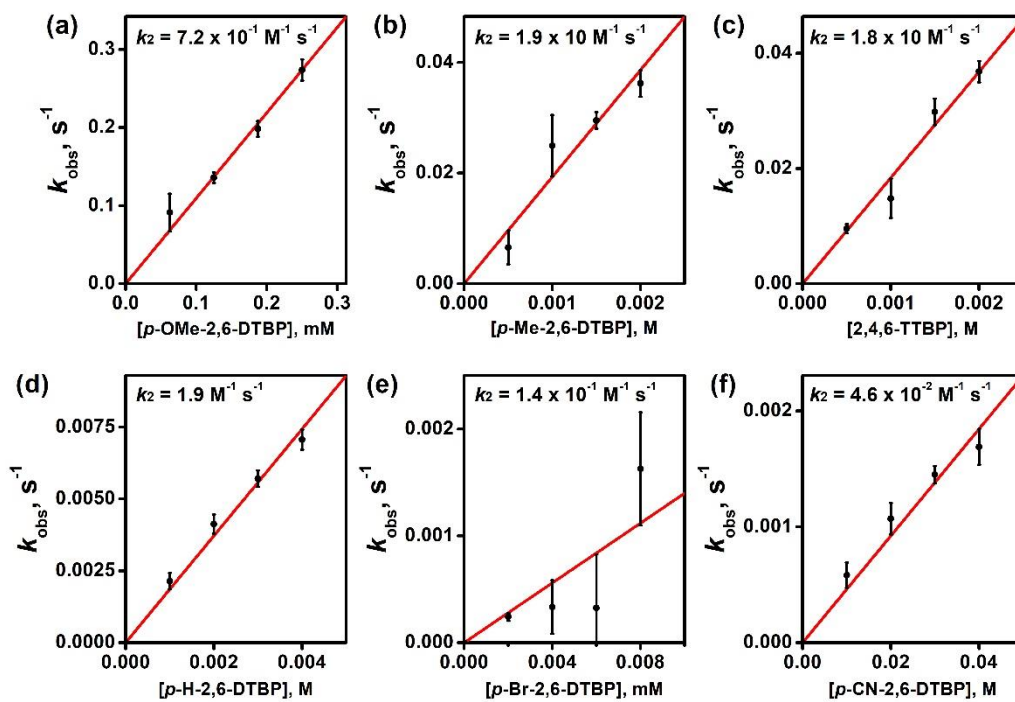 (a)
k2 = 7.2 x 10⁻¹ M⁻¹ s⁻¹
kobs, s⁻¹
0.3
0.2
0.1
0.0
0.0 0.1 0.2 0.3
[p-OMe-2,6-DTBP], mM
(b)
k2 = 1.9 x 10 M⁻¹ s⁻¹
kobs, s⁻¹
0.04
0.02
0.00
0.000 0.001 0.002
[p-Me-2,6-DTBP], M
(c)
k2 = 1.8 x 10 M⁻¹ s⁻¹
kobs, s⁻¹
0.04
0.02
0.00
0.000 0.001 0.002
[2,4,6-TTBP], M
(d)
k2 = 1.9 M⁻¹ s⁻¹
kobs, s⁻¹
0.0075
0.0050
0.0025
0.0000
0.000 0.002 0.004
[p-H-2,6-DTBP], M
(e)
k2 = 1.4 x 10⁻¹ M⁻¹ s⁻¹
kobs, s⁻¹
0.002
0.001
0.000
0.000 0.004 0.008
[p-Br-2,6-DTBP], mM
(f)
k2 = 4.6 x 10⁻² M⁻¹ s⁻¹
kobs, s⁻¹
0.002
0.001
0.000
0.00 0.02 0.04
[p-CN-2,6-DTBP], M